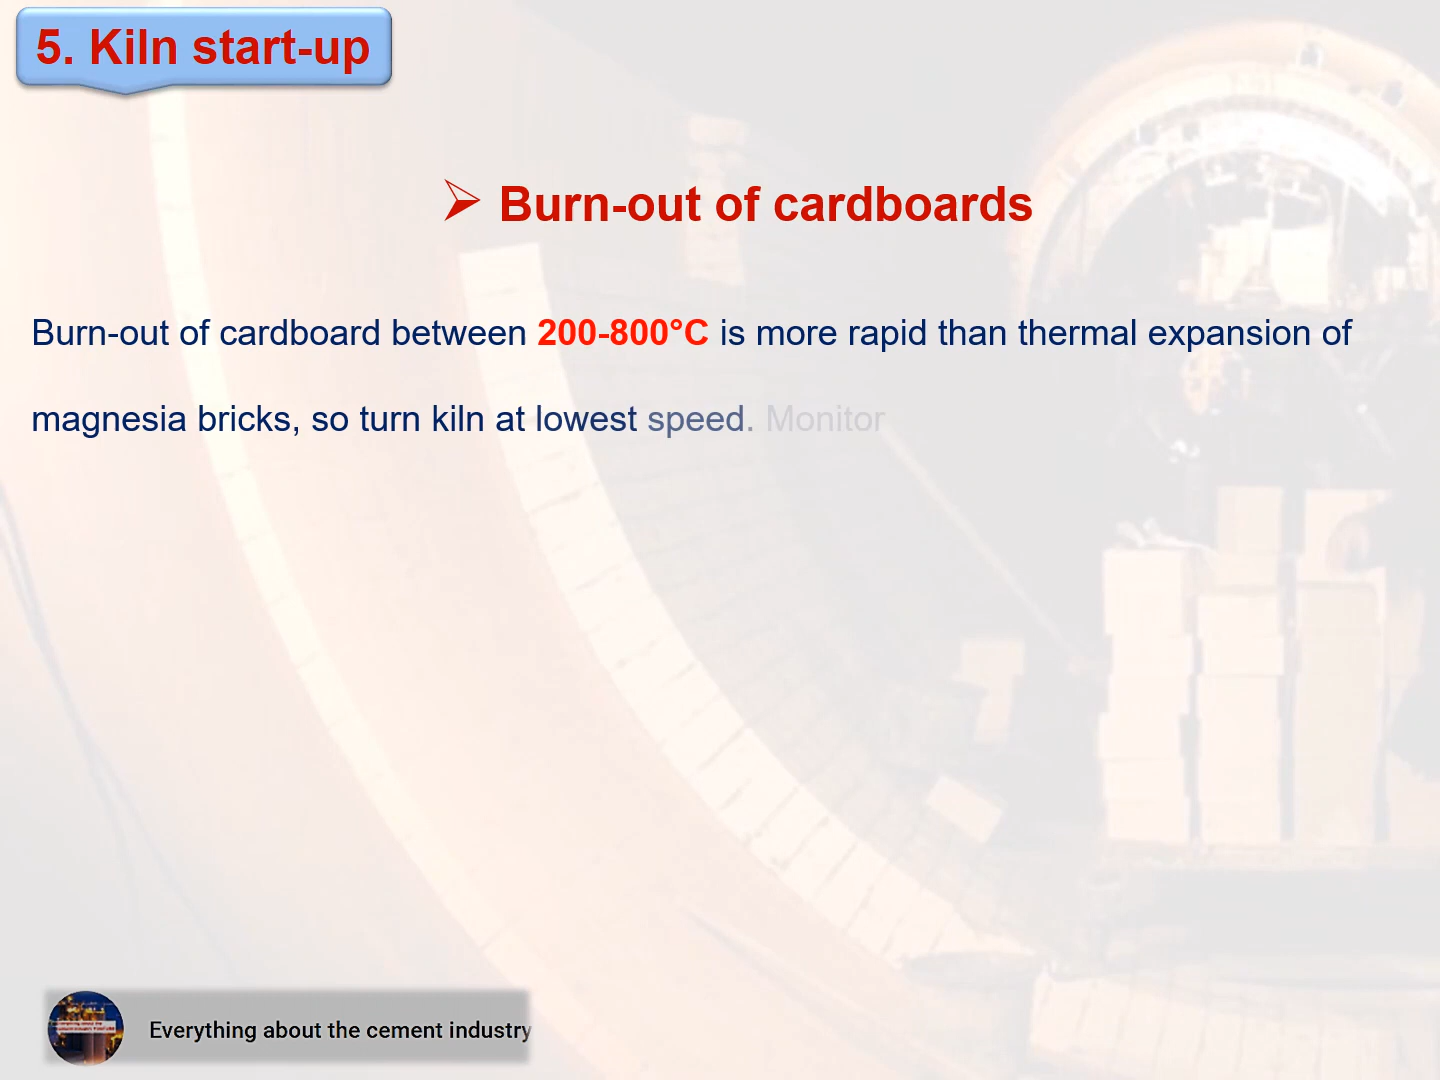 5. Kiln start-up
➢ Burn-out of cardboards
Burn-out of cardboard between 200-800°C is more rapid than thermal expansion of
magnesia bricks, so turn kiln at lowest speed. Monitor
Everything about the cement industry